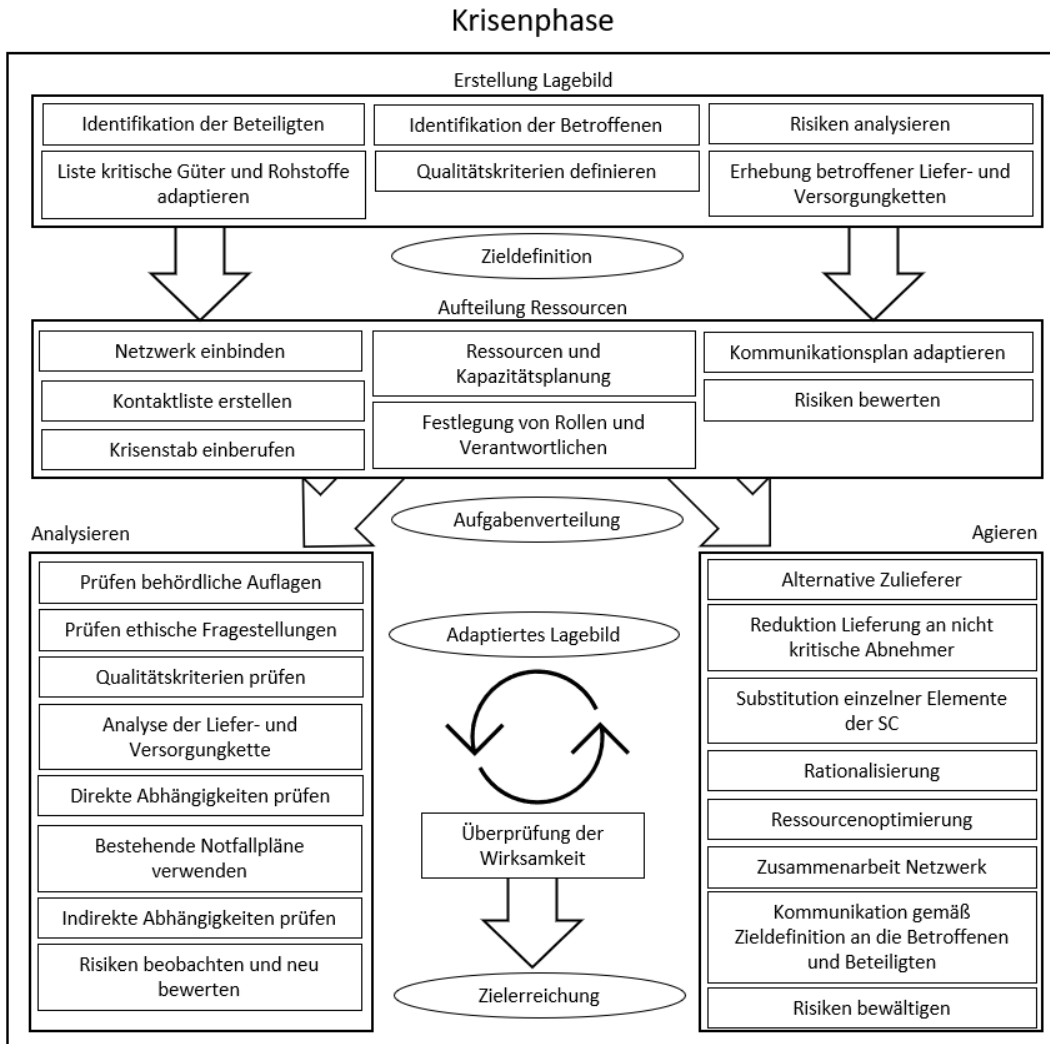 Krisenphase
Erstellung Lagebild
Identifikation der Beteiligten
Identifikation der Betroffenen
Risiken analysieren
Liste kritische Güter und Rohstoffe
adaptieren
Qualitätskriterien definieren
Erhebung betroffener Liefer- und
Versorgungketten
Zieldefinition
Aufteilung Ressourcen
Netzwerk einbinden
Kontaktliste erstellen
Krisenstab einberufen
Ressourcen und
Kapazitätsplanung
Festlegung von Rollen und
Verantwortlichen
Kommunikationsplan adaptieren
Risiken bewerten
Aufgabenverteilung
Analysieren
Prüfen behördliche Auflagen
Prüfen ethische Fragestellungen
Qualitätskriterien prüfen
Analyse der Liefer- und
Versorgungkette
Direkte Abhängigkeiten prüfen
Bestehende Notfallpläne
verwenden
Indirekte Abhängigkeiten prüfen
Risiken beobachten und neu
bewerten
Adaptiertes Lagebild
Überprüfung der
Wirksamkeit
Zielerreichung
Agieren
Alternative Zulieferer
Reduktion Lieferung an nicht
kritische Abnehmer
Substitution einzelner Elemente
der SC
Rationalisierung
Ressourcenoptimierung
Zusammenarbeit Netzwerk
Kommunikation gemäß
Zieldefinition an die Betroffenen
und Beteiligten
Risiken bewältigen